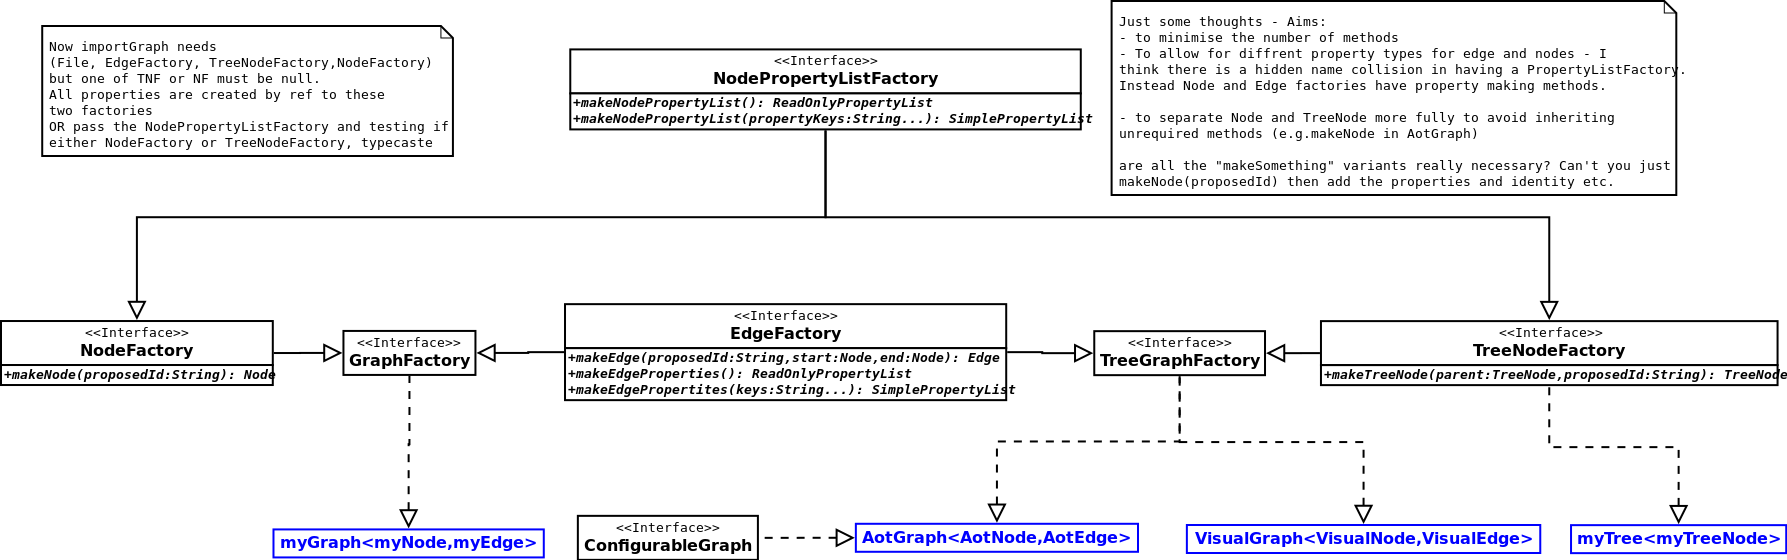 Now importGraph needs
(File, EdgeFactory, TreeNodeFactory,NodeFactory)
but one of TNF or NF must be null.
All properties are created by ref to these
two factories
OR pass the NodePropertyListFactory and testing if
either NodeFactory or TreeNodeFactory, typecaste
<<Interface>>
NodePropertyListFactory
+makeNodePropertyList(): ReadOnlyPropertyList
+makeNodePropertyList(propertyKeys:String...): SimplePropertyList
Just some thoughts - Aims:
- to minimise the number of methods
- To allow for diffrent property types for edge and nodes - I
think there is a hidden name collision in having a PropertyListFactory.
Instead Node and Edge factories have property making methods.
- to separate Node and TreeNode more fully to avoid inheriting
unrequired methods (e.g.makeNode in AotGraph)
are all the "makeSomething" variants really necessary? Can't you just
makeNode(proposedId) then add the properties and identity etc.
<<Interface>>
NodeFactory
+makeNode(proposedId:String): Node
<<Interface>>
GraphFactory
<<Interface>>
EdgeFactory
+makeEdge(proposedId:String,start:Node,end:Node): Edge
+makeEdgeProperties(): ReadOnlyPropertyList
+makeEdgePropertites(keys:String...): SimplePropertyList
<<Interface>>
TreeGraphFactory
<<Interface>>
TreeNodeFactory
+makeTreeNode(parent:TreeNode,proposedId:String): TreeNode
myGraph<myNode,myEdge>
<<Interface>>
ConfigurableGraph
AotGraph<AotNode,AotEdge>
VisualGraph<VisualNode,VisualEdge>
myTree<myTreeNode>